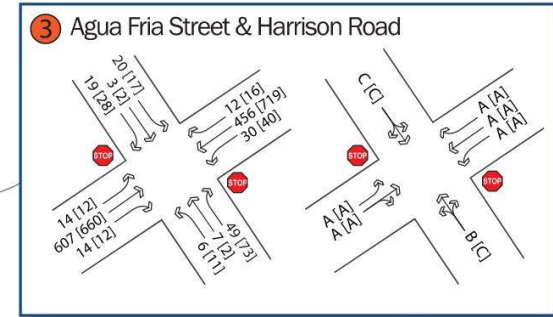 3 Agua Fria Street & Harrison Road
20 [17]
3 [2]
19 [28]
12 [16]
456 [719]
30 [40]
STOP
STOP
14 [12]
607 [660]
14 [12]
49 [73]
7 [2]
6 [11]
C [C]
A [A]
A [A]
A [A]
STOP
STOP
A [A]
A [A]
B [C]